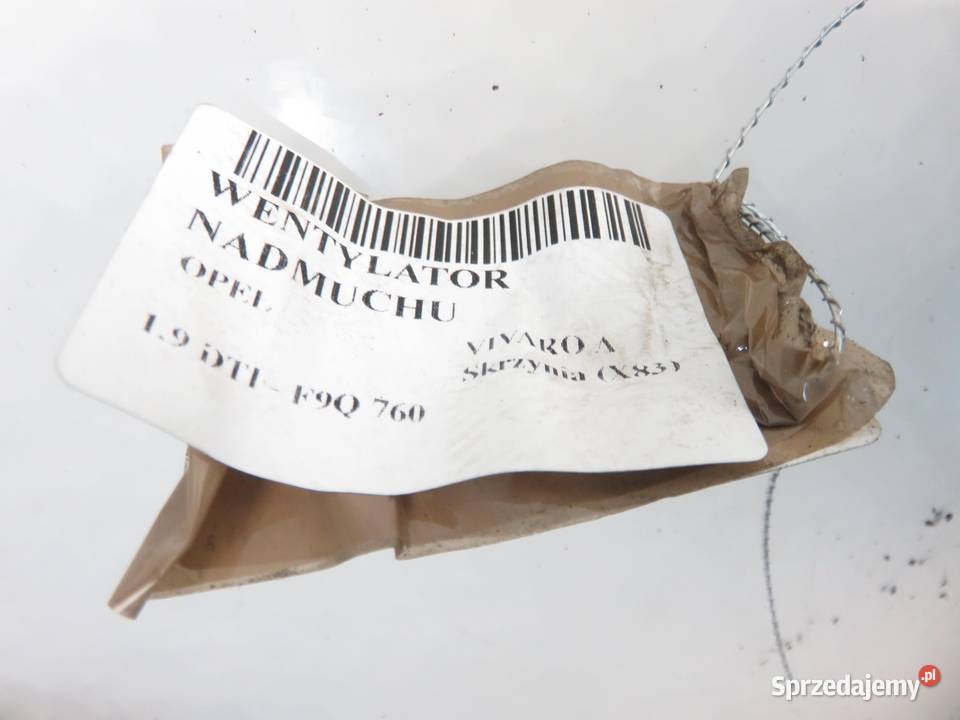 WENTYLATOR
NADMUCHU
OPEL,
VIVARO A
Skrzynia (X83)
1.9 DTI - F9Q 760
Sprzedajemy.pl